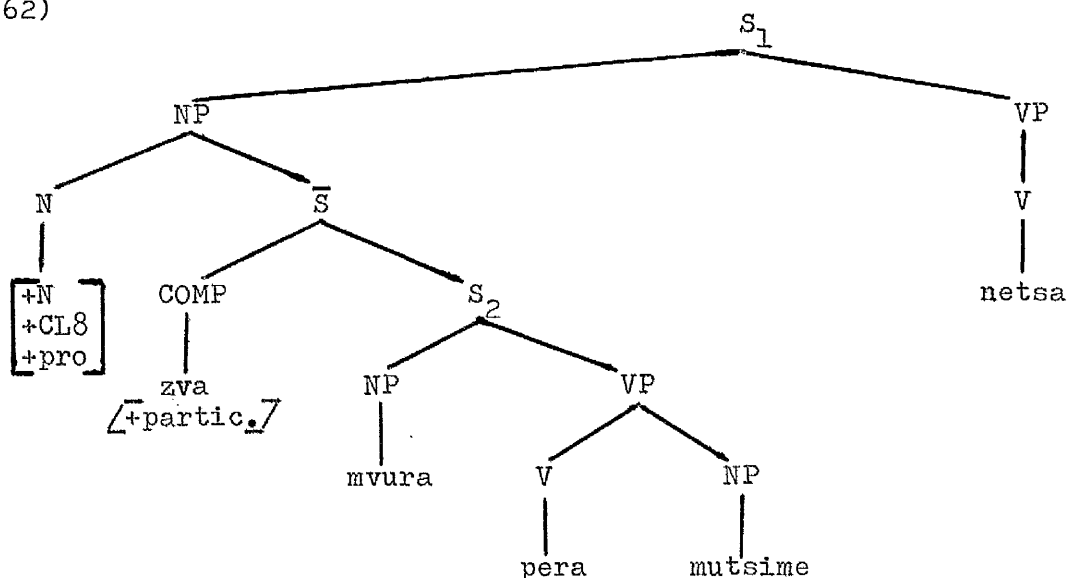 62)
S1
NP VP
N S̄ V
[+N COMP S2 netsa
+CL8
+pro]
zva NP VP
/+partic./
mvura V NP
pera mutsime